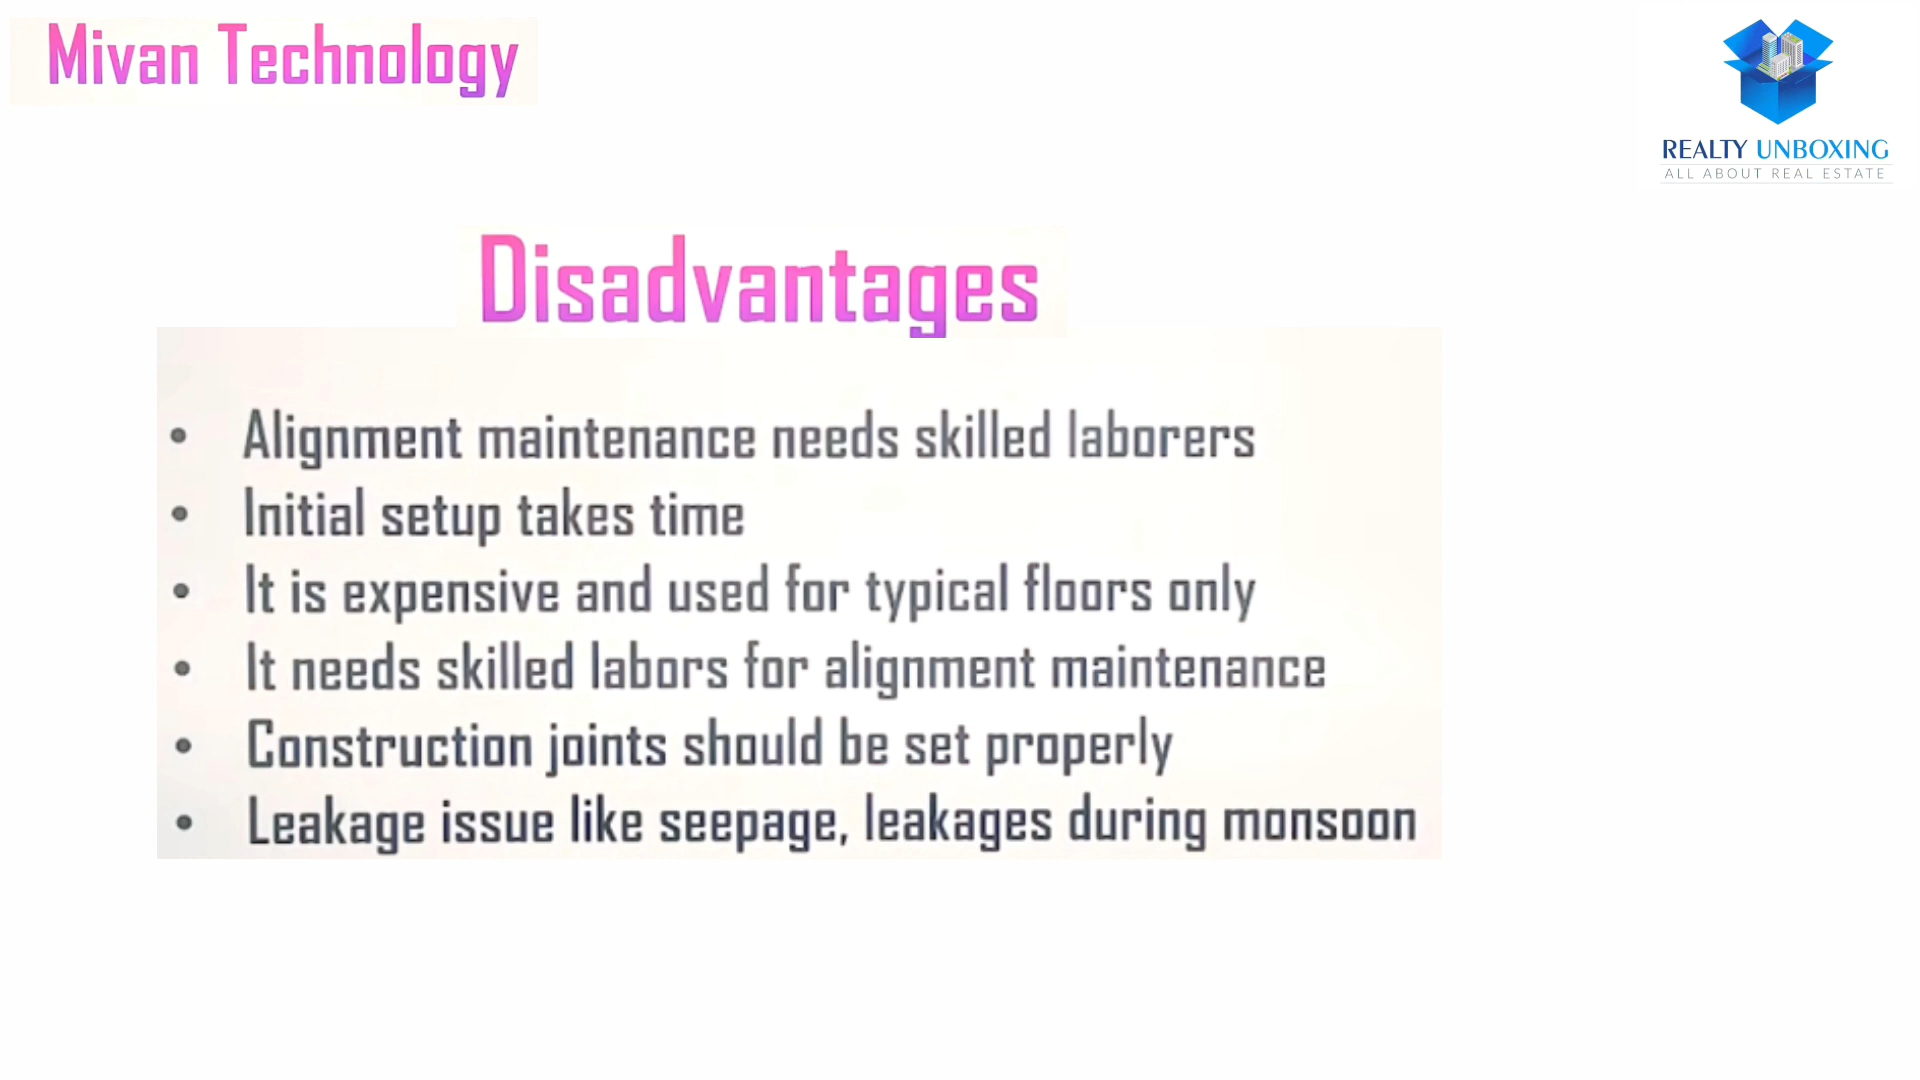 Mivan Technology
REALTY UNBOXING
ALL ABOUT REAL ESTATE
Disadvantages
• Alignment maintenance needs skilled laborers
• Initial setup takes time
• It is expensive and used for typical floors only
• It needs skilled labors for alignment maintenance
• Construction joints should be set properly
• Leakage issue like seepage, leakages during monsoon